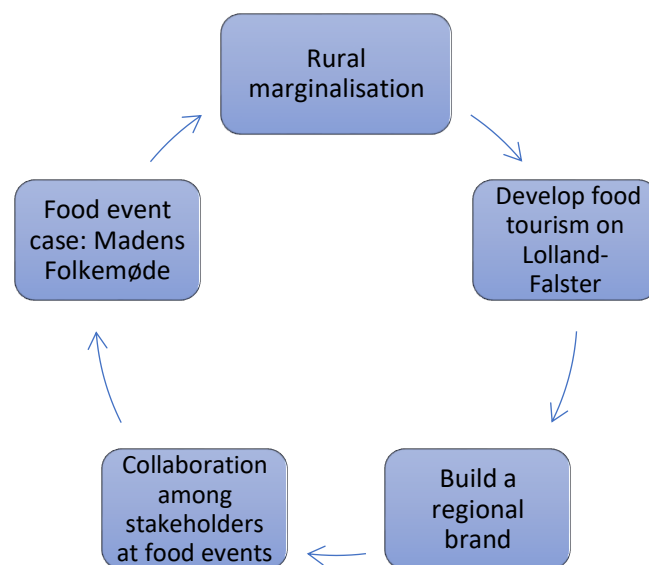 Rural
marginalisation
Develop food
tourism on
Lolland-
Falster
Build a
regional
brand
Collaboration
among
stakeholders
at food events
Food event
case: Madens
Folkemøde